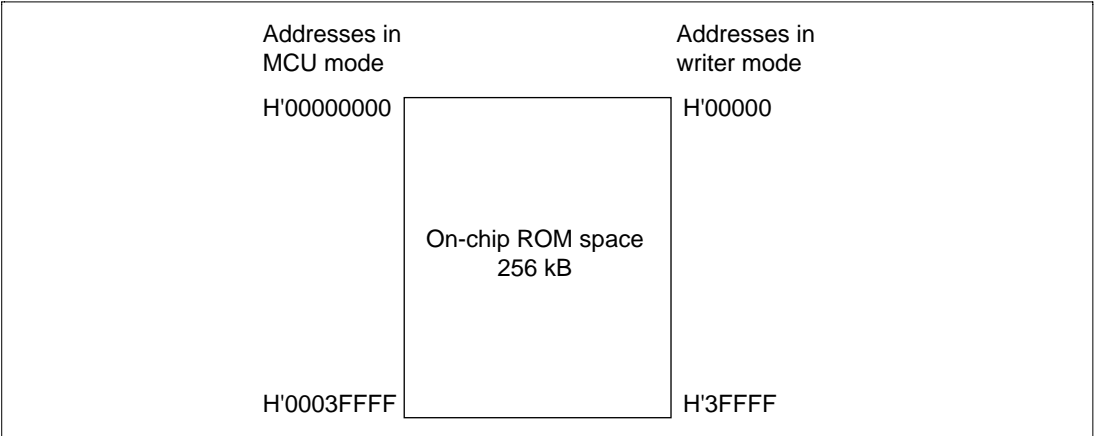 Addresses in
MCU mode
Addresses in
writer mode
H'00000000
H'00000
On-chip ROM space
256 kB
H'0003FFFF
H'3FFFF